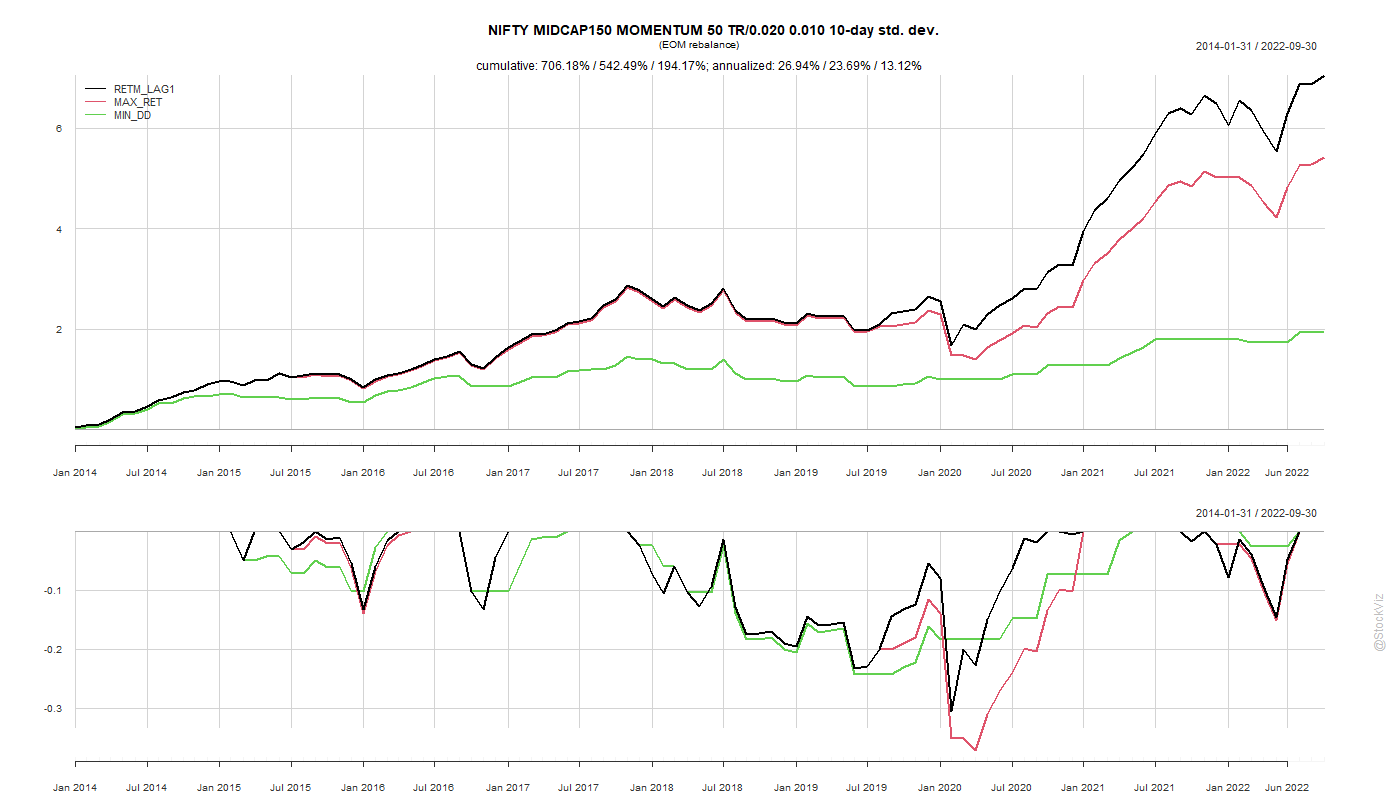 NIFTY MIDCAP150 MOMENTUM 50 TR/0.020 0.010 10-day std. dev.
(EOM rebalance)
2014-01-31 / 2022-09-30
cumulative: 706.18% / 542.49% / 194.17%; annualized: 26.94% / 23.69% / 13.12%
RETM_LAG1
MAX_RET
MIN_DD
6
4
2
Jan 2014 Jul 2014 Jan 2015 Jul 2015 Jan 2016 Jul 2016 Jan 2017 Jul 2017 Jan 2018 Jul 2018 Jan 2019 Jul 2019 Jan 2020 Jul 2020 Jan 2021 Jul 2021 Jan 2022 Jun 2022
2014-01-31 / 2022-09-30
-0.1
-0.2
-0.3
Jan 2014 Jul 2014 Jan 2015 Jul 2015 Jan 2016 Jul 2016 Jan 2017 Jul 2017 Jan 2018 Jul 2018 Jan 2019 Jul 2019 Jan 2020 Jul 2020 Jan 2021 Jul 2021 Jan 2022 Jun 2022
@StockViz